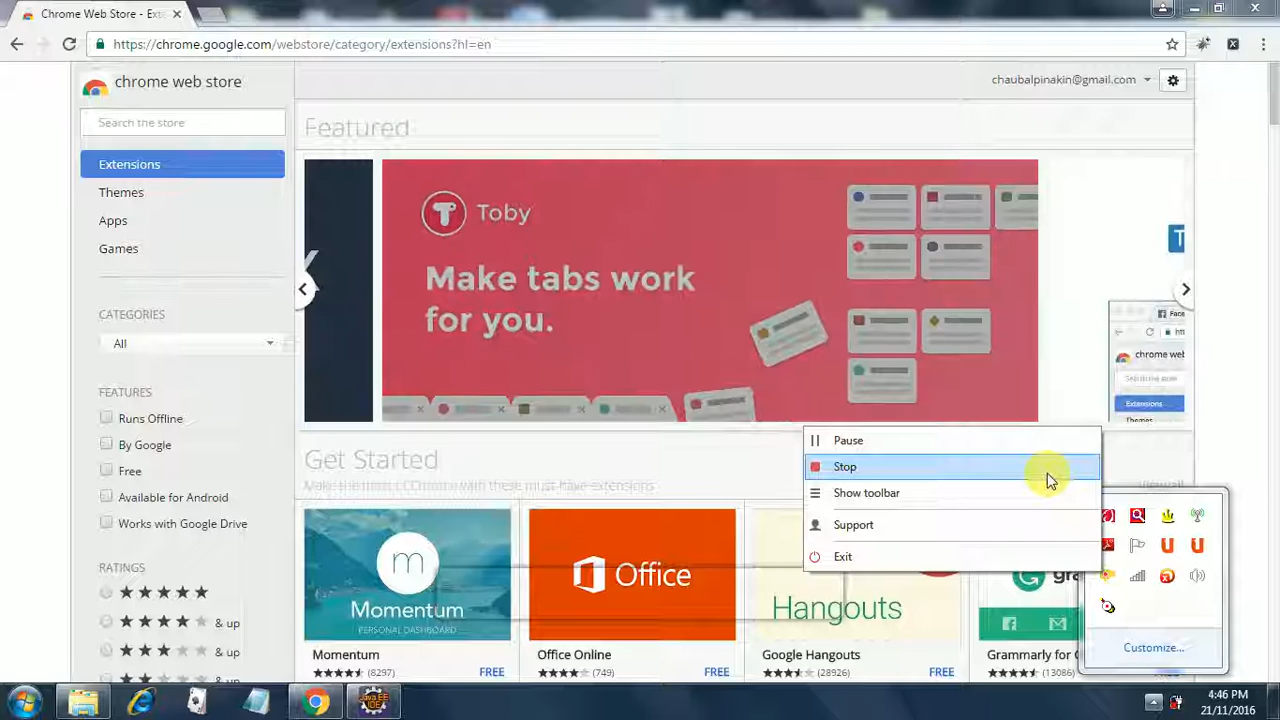 Chrome Web Store - Exte
https://chrome.google.com/webstore/category/extensions?hl=en
chrome web store
chaubalpinakin@gmail.com
Search the store
Featured
Extensions
Themes
Apps
Games
Toby
Make tabs work
for you.
CATEGORIES
All
chrome web
Extensions
FEATURES
Runs Offline
By Google
Free
Available for Android
Works with Google Drive
Get Started
Pause
Stop
Show toolbar
Support
Exit
RATINGS
& up
& up
m
Momentum
PERSONAL DASHBOARD
Office
Hangouts
Customize...
Momentum
(8297)
FREE
Office Online
(749)
FREE
Google Hangouts
(28926)
FREE
Grammarly for
(13086)
Java EE
IDE
4:46 PM
21/11/2016